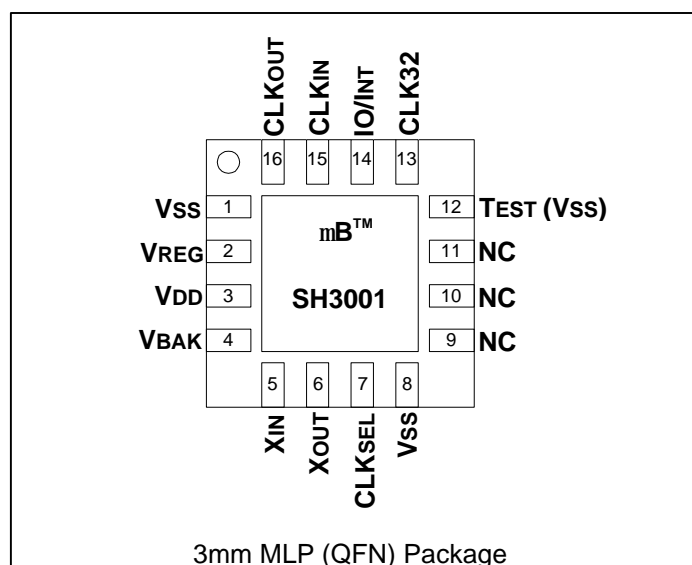 CLKOUT CLKIN IO/INT CLK32
16 15 14 13
VSS 1 12 TEST (VSS)
mB™
VREG 2 11 NC
VDD 3 SH3001 10 NC
VBAK 4 9 NC
5 6 7 8
XIN XOUT CLKSEL VSS
3mm MLP (QFN) Package